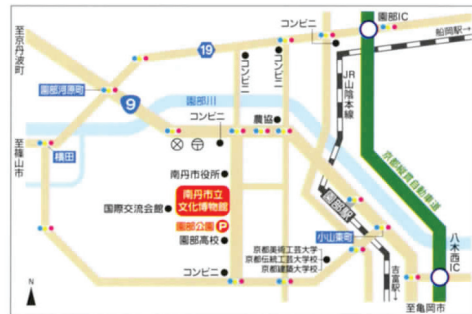 コンビニ
園部IC
船岡駅→
至京丹波町
19
コンビニ
コンビニ
JR山陰本線
園部河原町
9
園部川
コンビニ
農協
京都縦貫自動車道
横田
至篠山市
南丹市役所
南丹市立
文化博物館
国際交流会館
園部公園 P
園部高校
園部駅
小山東町
京都美術工芸大学
京都伝統工芸大学校
京都建築大学校
コンビニ
八木西IC
吉富駅→
至亀岡市
N